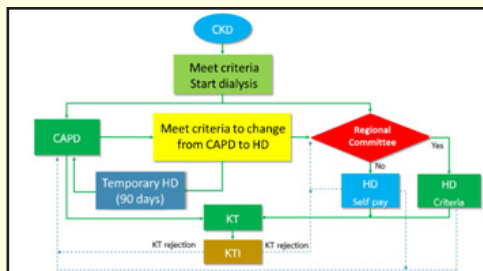 CKD
Meet criteria
Start dialysis
CAPD
Meet criteria to change
from CAPD to HD
Regional
Committee
Yes
No
Temporary HD
(90 days)
HD
Self pay
HD
Criteria
KT
KT rejection
KT rejection
KTI